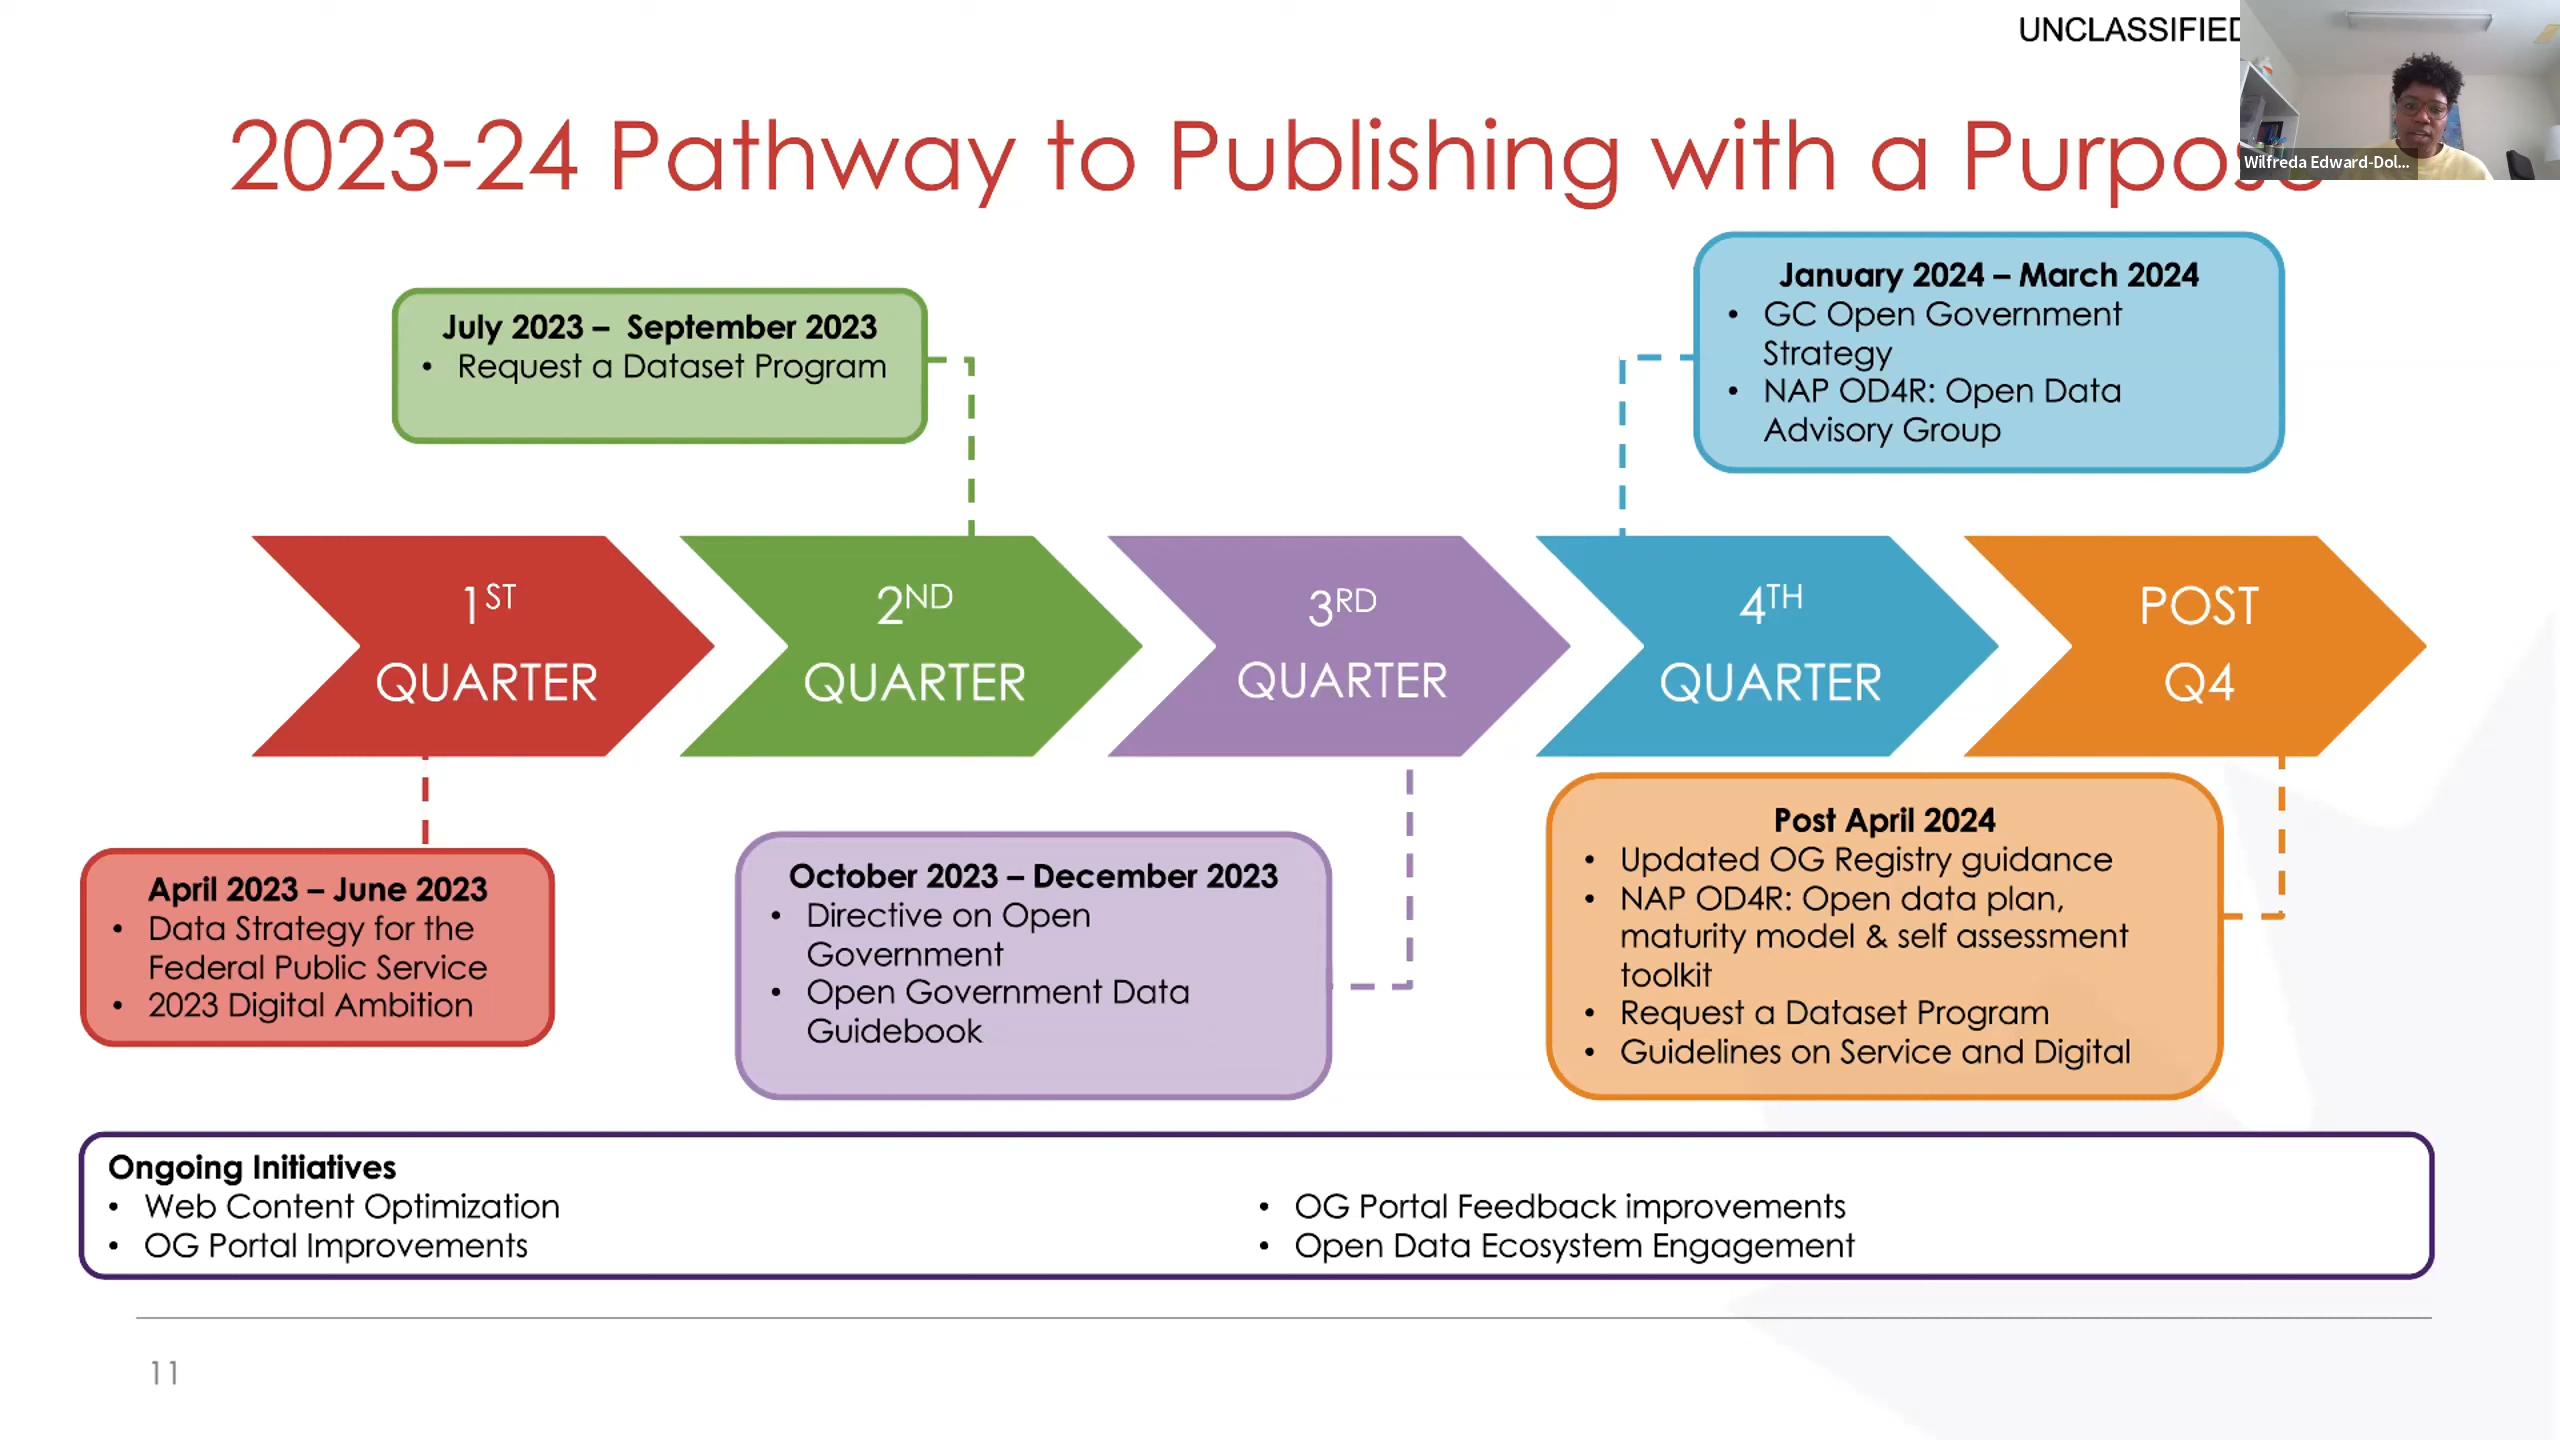 UNCLASSIFIED
2023-24 Pathway to Publishing with a Purpose
Wilfreda Edward-Dol...
July 2023 – September 2023
• Request a Dataset Program
January 2024 – March 2024
• GC Open Government
Strategy
• NAP OD4R: Open Data
Advisory Group
1ST
QUARTER
2ND
QUARTER
3RD
QUARTER
4TH
QUARTER
POST
Q4
April 2023 – June 2023
• Data Strategy for the
Federal Public Service
• 2023 Digital Ambition
October 2023 – December 2023
• Directive on Open
Government
• Open Government Data
Guidebook
Post April 2024
• Updated OG Registry guidance
• NAP OD4R: Open data plan,
maturity model & self assessment
toolkit
• Request a Dataset Program
• Guidelines on Service and Digital
Ongoing Initiatives
• Web Content Optimization
• OG Portal Improvements
• OG Portal Feedback improvements
• Open Data Ecosystem Engagement
11